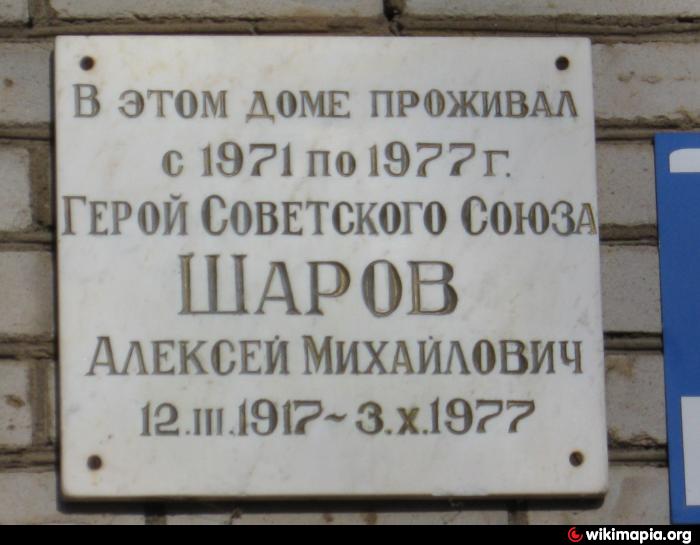 В ЭТОМ ДОМЕ ПРОЖИВАЛ
С 1971 ПО 1977 Г.
ГЕРОЙ СОВЕТСКОГО СОЮЗА
ШАРОВ
АЛЕКСЕЙ МИХАЙЛОВИЧ
12.III.1917~3.X.1977
wikimapia.org